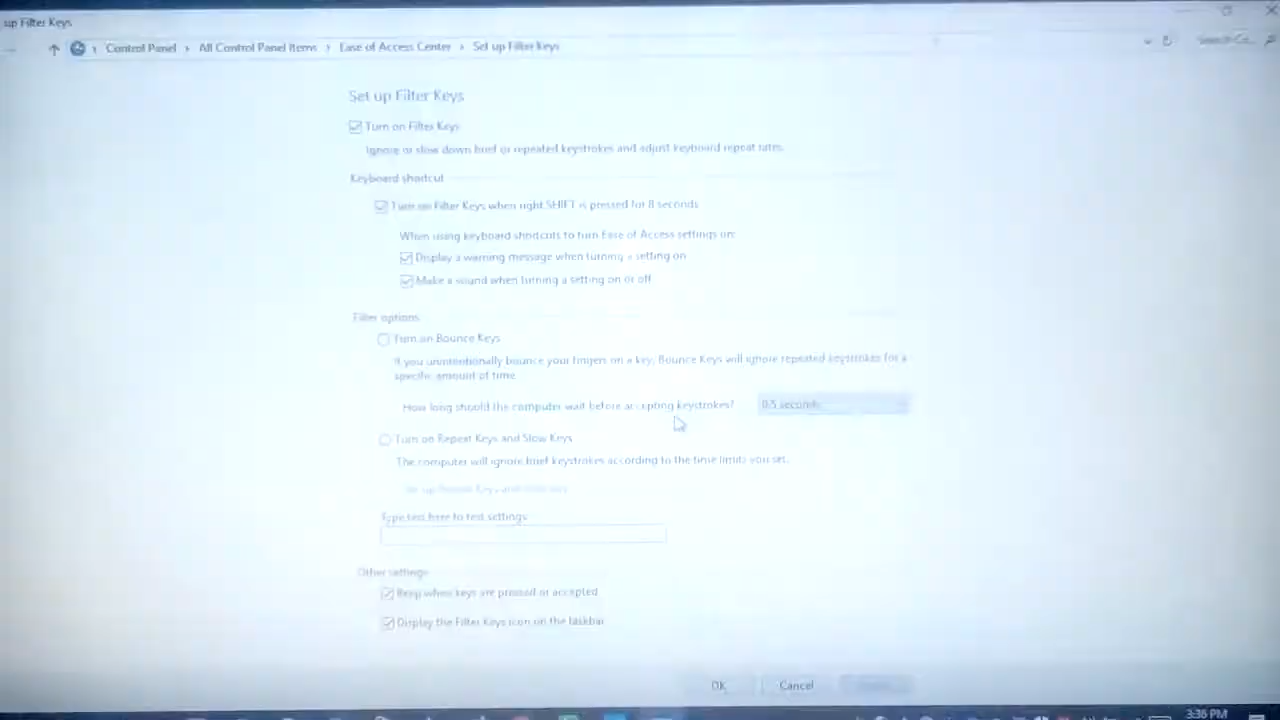 up Filter Keys
Control Panel › All Control Panel Items › Ease of Access Center › Set up Filter Keys
Set up Filter Keys
Turn on Filter Keys
Ignore or slow down brief or repeated keystrokes and adjust keyboard repeat rates.
Keyboard shortcut
Turn on Filter Keys when right SHIFT is pressed for 8 seconds
When using keyboard shortcuts to turn Ease of Access settings on:
Display a warning message when turning a setting on
Make a sound when turning a setting on or off
Filter options
Turn on Bounce Keys
If you unintentionally bounce your fingers on a key, Bounce Keys will ignore repeated keystrokes for a
specific amount of time.
How long should the computer wait before accepting keystrokes?
0.5 seconds
Turn on Repeat Keys and Slow Keys
The computer will ignore brief keystrokes according to the time limits you set.
Set up Repeat Keys and Slow Keys
Type text here to test settings:
Other settings
Beep when keys are pressed or accepted
Display the Filter Keys icon on the taskbar
OK
Cancel
3:36 PM